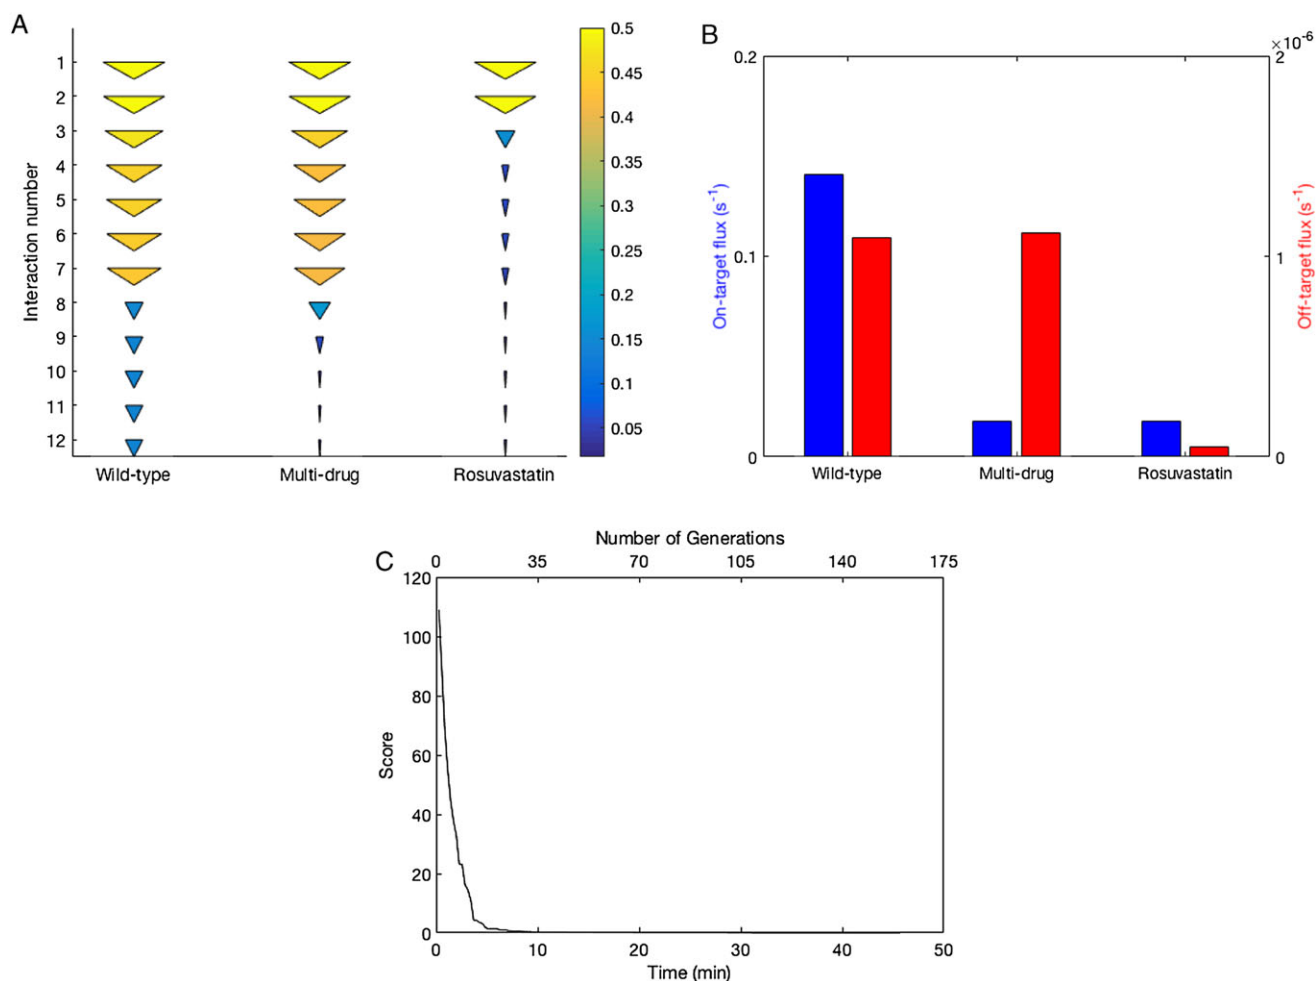 A
Interaction number
1
2
3
4
5
6
7
8
9
10
11
12
Wild-type Multi-drug Rosuvastatin
0.5
0.45
0.4
0.35
0.3
0.25
0.2
0.15
0.1
0.05
B
×10⁻⁶
On-target flux (s⁻¹)
0.2
0.1
0
2
1
0
Off-target flux (s⁻¹)
Wild-type Multi-drug Rosuvastatin
C
Number of Generations
0 35 70 105 140 175
Score
120
100
80
60
40
20
0
0 10 20 30 40 50
Time (min)